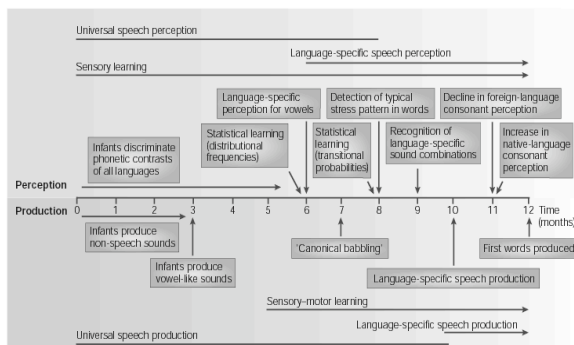 Universal speech perception
Language-specific speech perception
Sensory learning
Language-specific
perception for vowels
Detection of typical
stress pattern in words
Decline in foreign-language
consonant perception
Infants discriminate
phonetic contrasts
of all languages
Statistical learning
(distributional
frequencies)
Statistical
learning
(transitional
probabilities)
Recognition of
language-specific
sound combinations
Increase in
native-language
consonant
perception
Perception
Production
0 1 2 3 4 5 6 7 8 9 10 11 12 Time
(months)
Infants produce
non-speech sounds
Infants produce
vowel-like sounds
'Canonical babbling'
First words produced
Language-specific speech production
Sensory–motor learning
Language-specific speech production
Universal speech production